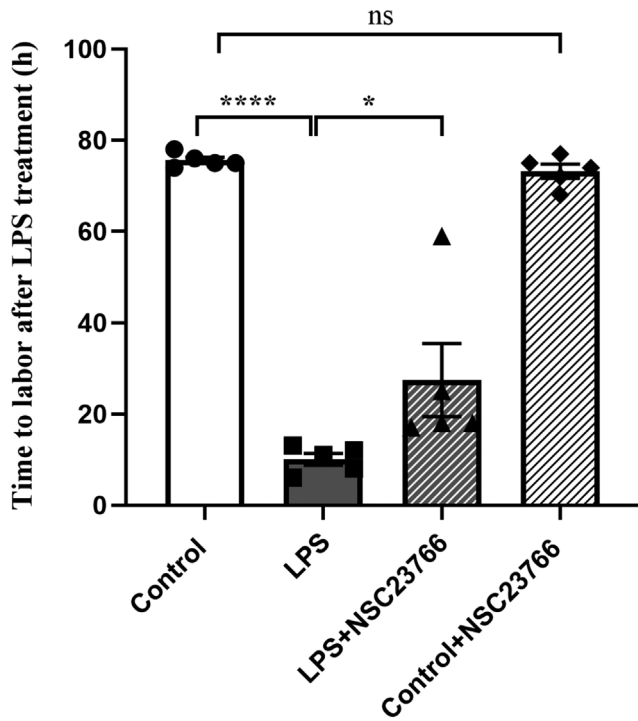 ns
100
**** *
80
60
40
20
0
Time to labor after LPS treatment (h)
Control
LPS
LPS+NSC23766
Control+NSC23766